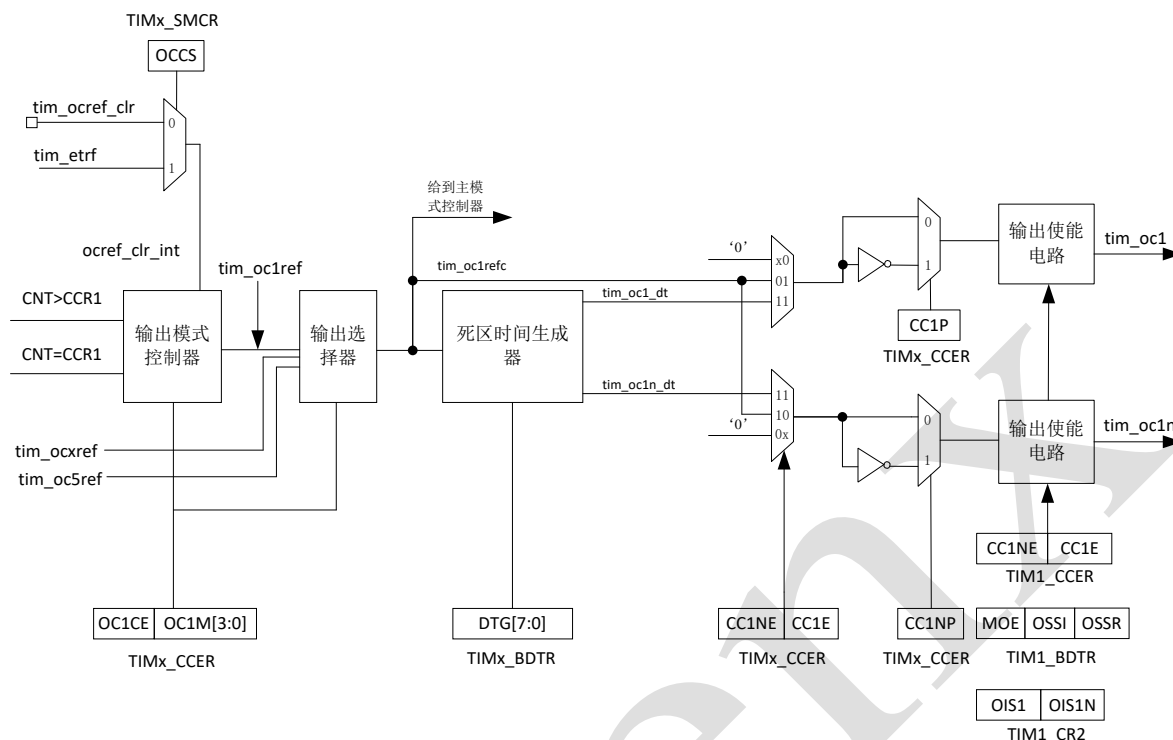 TIMx_SMCR
OCCS
tim_ocref_clr
0
tim_etrf
1
给到主模
式控制器
ocref_clr_int
tim_oc1ref
CNT>CCR1
CNT=CCR1
输出模式
控制器
输出选
择器
tim_oc1refc
死区时间生成
器
tim_oc1_dt
tim_oc1n_dt
‘0’
x0
01
11
11
10
0x
‘0’
0
1
CC1P
TIMx_CCER
输出使能
电路
tim_oc1
0
1
输出使能
电路
tim_oc1n
tim_ocxref
tim_oc5ref
CC1NE CC1E
TIM1_CCER
OC1CE OC1M[3:0]
TIMx_CCER
DTG[7:0]
TIMx_BDTR
CC1NE CC1E
TIMx_CCER
CC1NP
TIMx_CCER
MOE OSSI OSSR
TIM1_BDTR
OIS1 OIS1N
TIM1_CR2